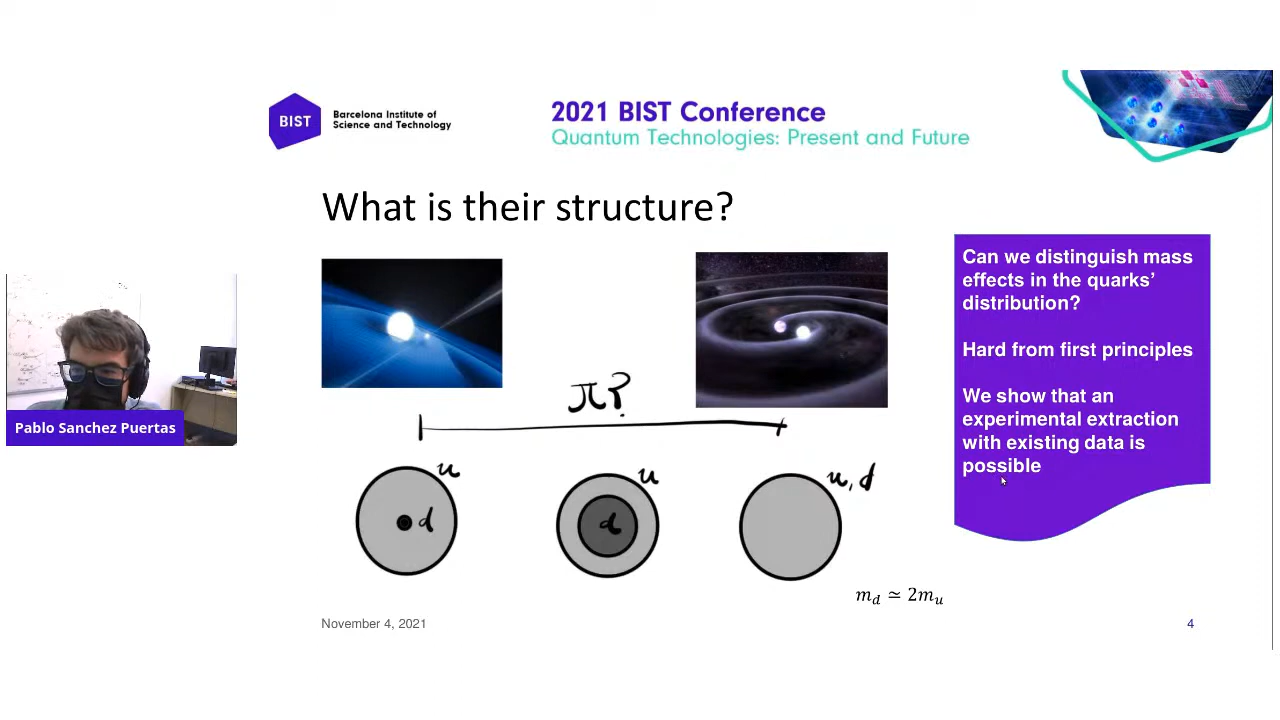 BIST
Barcelona Institute of
Science and Technology
2021 BIST Conference
Quantum Technologies: Present and Future
What is their structure?
Can we distinguish mass
effects in the quarks’
distribution?
Hard from first principles
We show that an
experimental extraction
with existing data is
possible
π?
u
d
u
d
u, d
m_d ≃ 2m_u
Pablo Sanchez Puertas
November 4, 2021
4